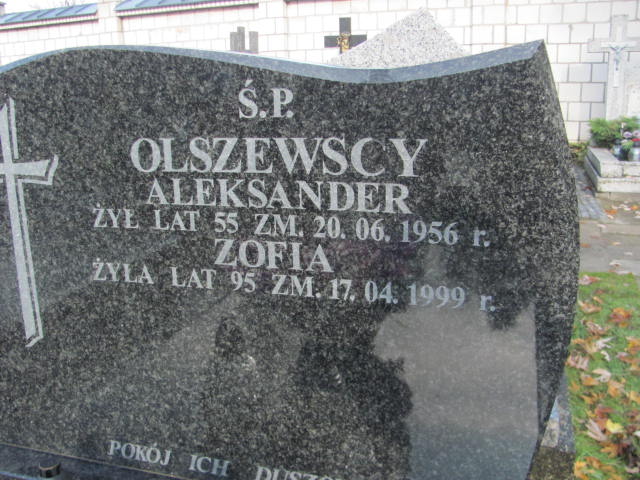 Ś.P.
OLSZEWSCY
ALEKSANDER
ŻYŁ LAT 55 ZM. 20.06.1956 r.
ZOFIA
ŻYŁA LAT 95 ZM. 17.04.1999 r.
POKÓJ ICH